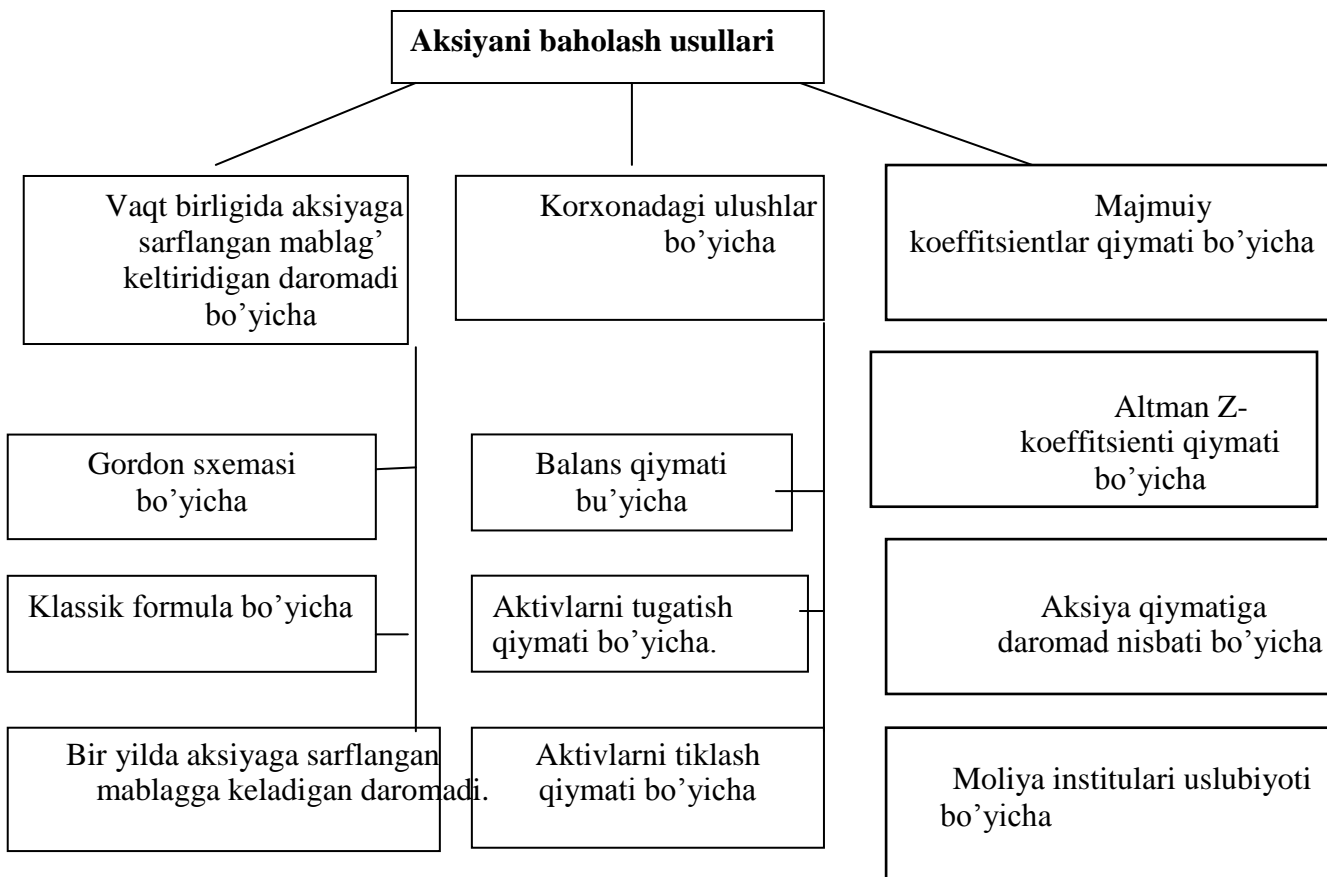 Aksiyani baholash usullari
Vaqt birligida aksiyaga
sarflangan mablag’
keltiridigan daromadi
bo’yicha
Korxonadagi ulushlar
bo’yicha
Majmuiy
koeffitsientlar qiymati bo’yicha
Gordon sxemasi
bo’yicha
Balans qiymati
bu’yicha
Altman Z-
koeffitsienti qiymati
bo’yicha
Klassik formula bo’yicha
Aktivlarni tugatish
qiymati bo’yicha.
Aksiya qiymatiga
daromad nisbati bo’yicha
Bir yilda aksiyaga sarflangan
mablagga keladigan daromadi.
Aktivlarni tiklash
qiymati bo’yicha
Moliya institulari uslubiyoti
bo’yicha